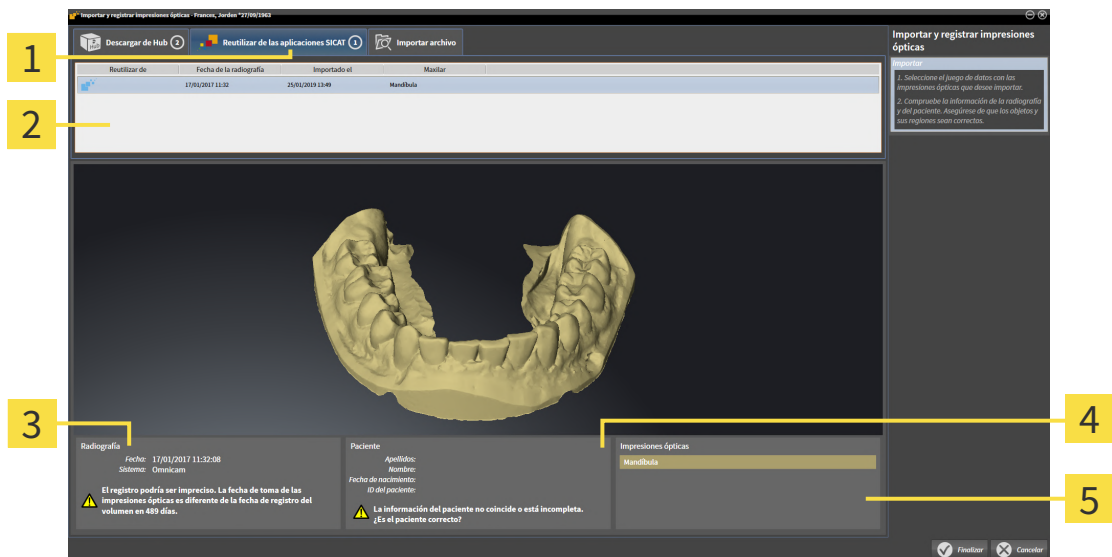 Importar y registrar impresiones ópticas - Frances, Jorden *27/09/1963
1
HUB Descargar de Hub 2
Reutilizar de las aplicaciones SICAT 1
Importar archivo
Importar y registrar impresiones
ópticas
Importar
1. Seleccione el juego de datos con las
impresiones ópticas que desee importar.
2. Compruebe la información de la radiografía
y del paciente. Asegúrese de que los objetos y
sus regiones sean correctos.
Reutilizar de Fecha de la radiografía Importado el Maxilar
17/01/2017 11:32 25/01/2019 13:49 Mandíbula
2
3
4
5
Radiografía
Fecha: 17/01/2017 11:32:08
Sistema: Omnicam
El registro podría ser impreciso. La fecha de toma de las
impresiones ópticas es diferente de la fecha de registro del
volumen en 489 días.
Paciente
Apellidos:
Nombre:
Fecha de nacimiento:
ID del paciente:
La información del paciente no coincide o está incompleta.
¿Es el paciente correcto?
Impresiones ópticas
Mandíbula
Finalizar
Cancelar